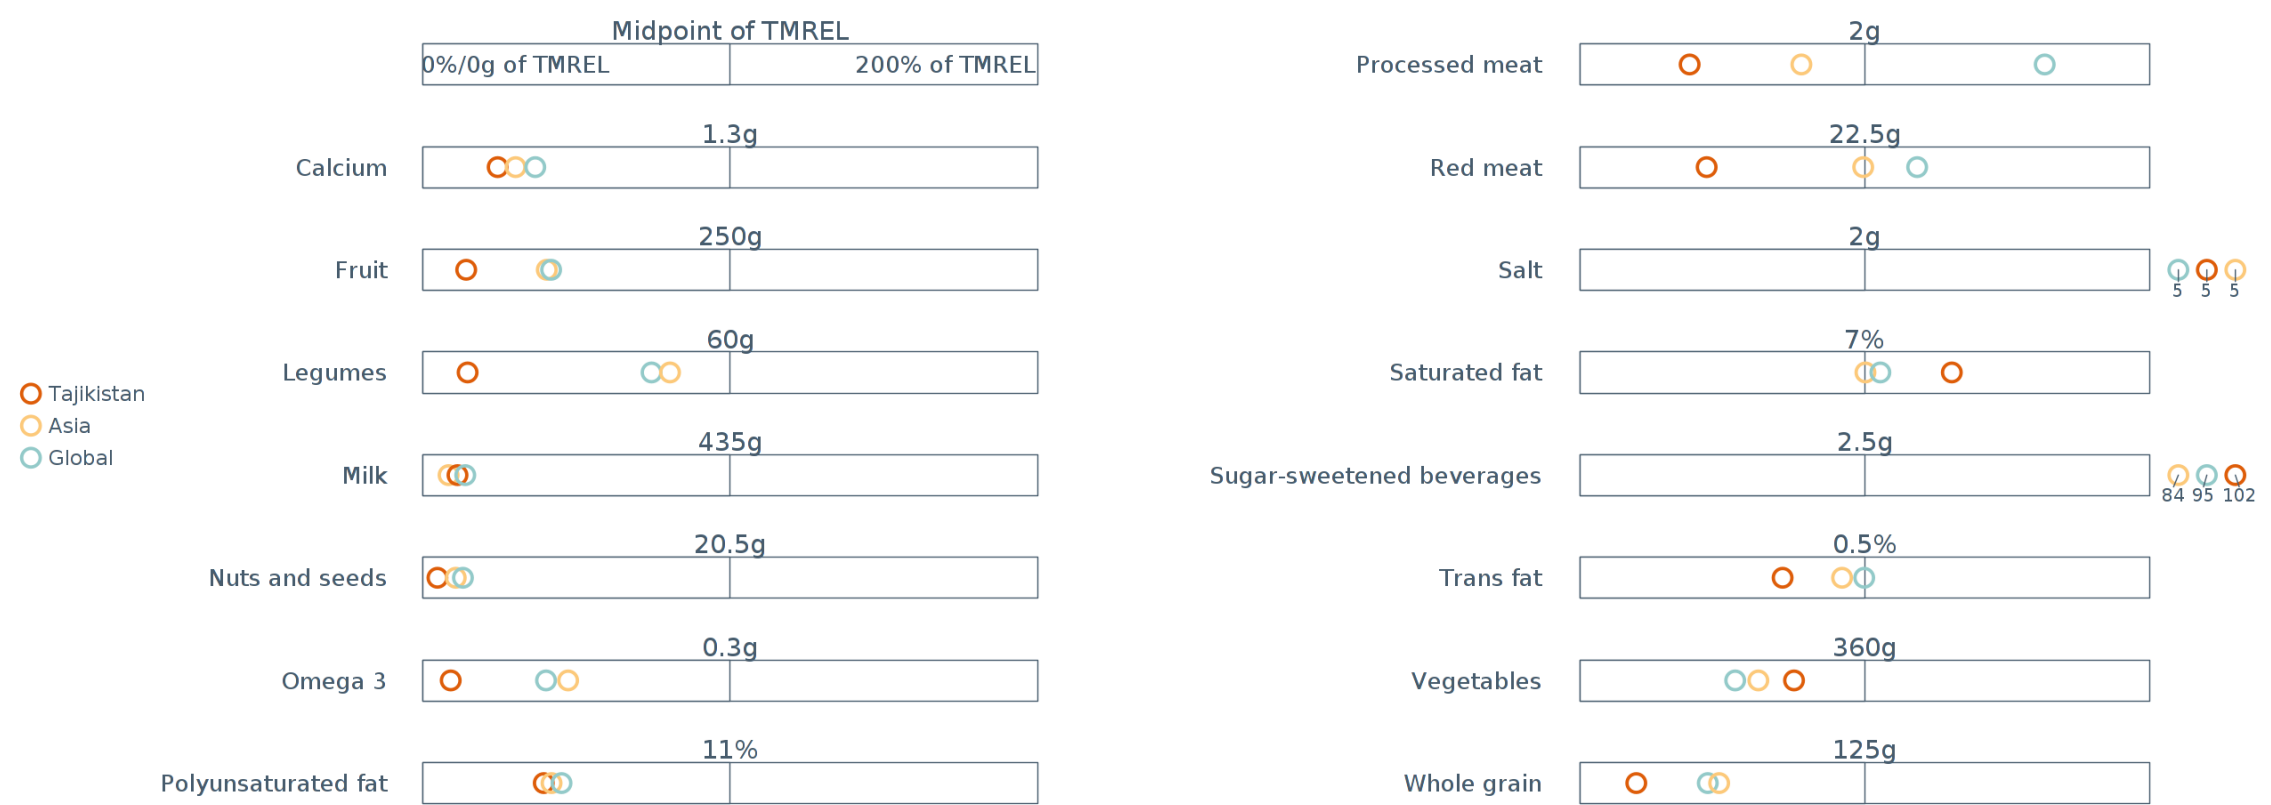 Midpoint of TMREL
0%/0g of TMREL 200% of TMREL
Calcium 1.3g
Fruit 250g
Legumes 60g
Milk 435g
Nuts and seeds 20.5g
Omega 3 0.3g
Polyunsaturated fat 11%
Tajikistan
Asia
Global
Processed meat 2g
Red meat 22.5g
Salt 2g
5 5 5
Saturated fat 7%
Sugar-sweetened beverages 2.5g
84 95 102
Trans fat 0.5%
Vegetables 360g
Whole grain 125g